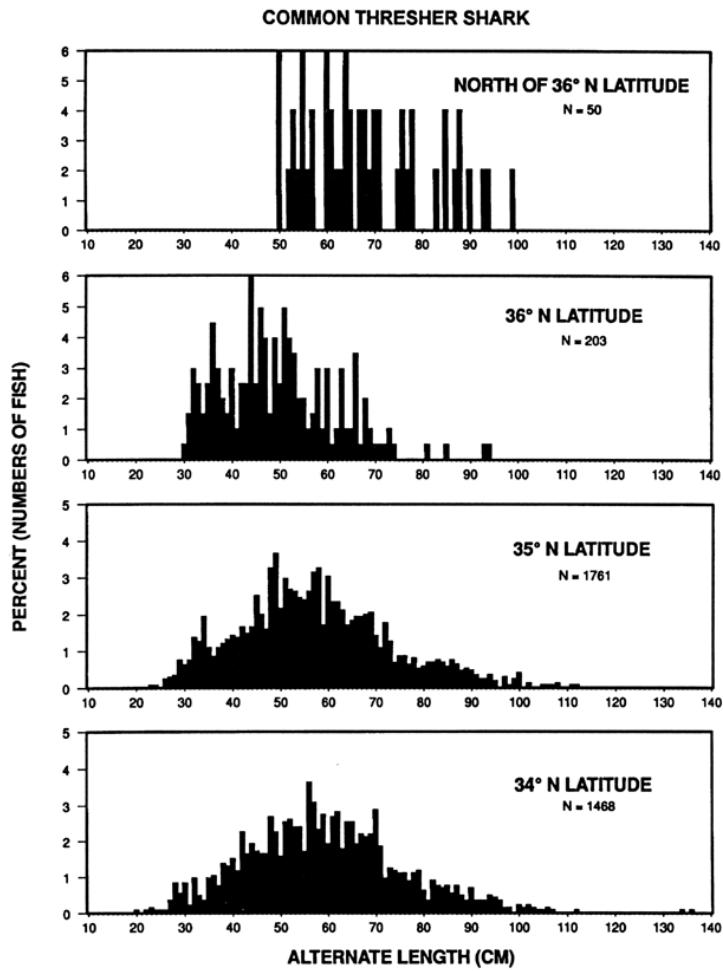 COMMON THRESHER SHARK
PERCENT (NUMBERS OF FISH)
6
5
4
3
2
1
0
NORTH OF 36° N LATITUDE
N = 50
10 20 30 40 50 60 70 80 90 100 110 120 130 140
6
5
4
3
2
1
0
36° N LATITUDE
N = 203
10 20 30 40 50 60 70 80 90 100 110 120 130 140
5
4
3
2
1
0
35° N LATITUDE
N = 1761
10 20 30 40 50 60 70 80 90 100 110 120 130 140
5
4
3
2
1
0
34° N LATITUDE
N = 1468
10 20 30 40 50 60 70 80 90 100 110 120 130 140
ALTERNATE LENGTH (CM)